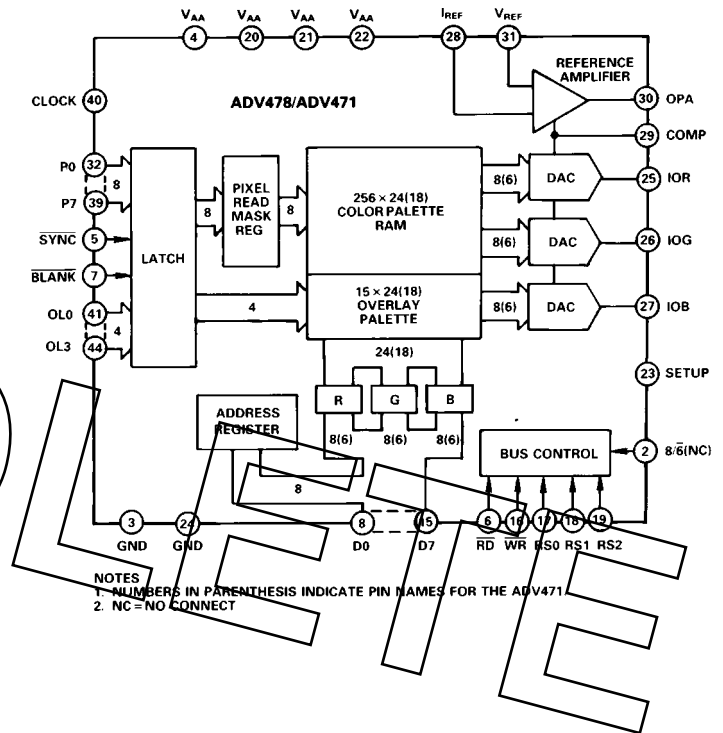 V_AA V_AA V_AA V_AA I_REF V_REF
4 20 21 22 28 31
REFERENCE
AMPLIFIER
CLOCK 40
ADV478/ADV471
30 OPA
29 COMP
P0 32
8
P7 39
SYNC 5
BLANK 7
OL0 41
4
OL3 44
LATCH
8
PIXEL
READ
MASK
REG
8
256 × 24(18)
COLOR PALETTE
RAM
8(6) DAC 25 IOR
8(6) DAC 26 IOG
4
15 × 24(18)
OVERLAY
PALETTE
8(6) DAC 27 IOB
24(18)
23 SETUP
R G B
ADDRESS
REGISTER
8(6) 8(6) 8(6)
8
BUS CONTROL
2 8/6(NC)
3 24 8 15 6 16 17 18 19
GND GND D0 D7 RD WR RS0 RS1 RS2
NOTES
1. NUMBERS IN PARENTHESIS INDICATE PIN NAMES FOR THE ADV471.
2. NC = NO CONNECT